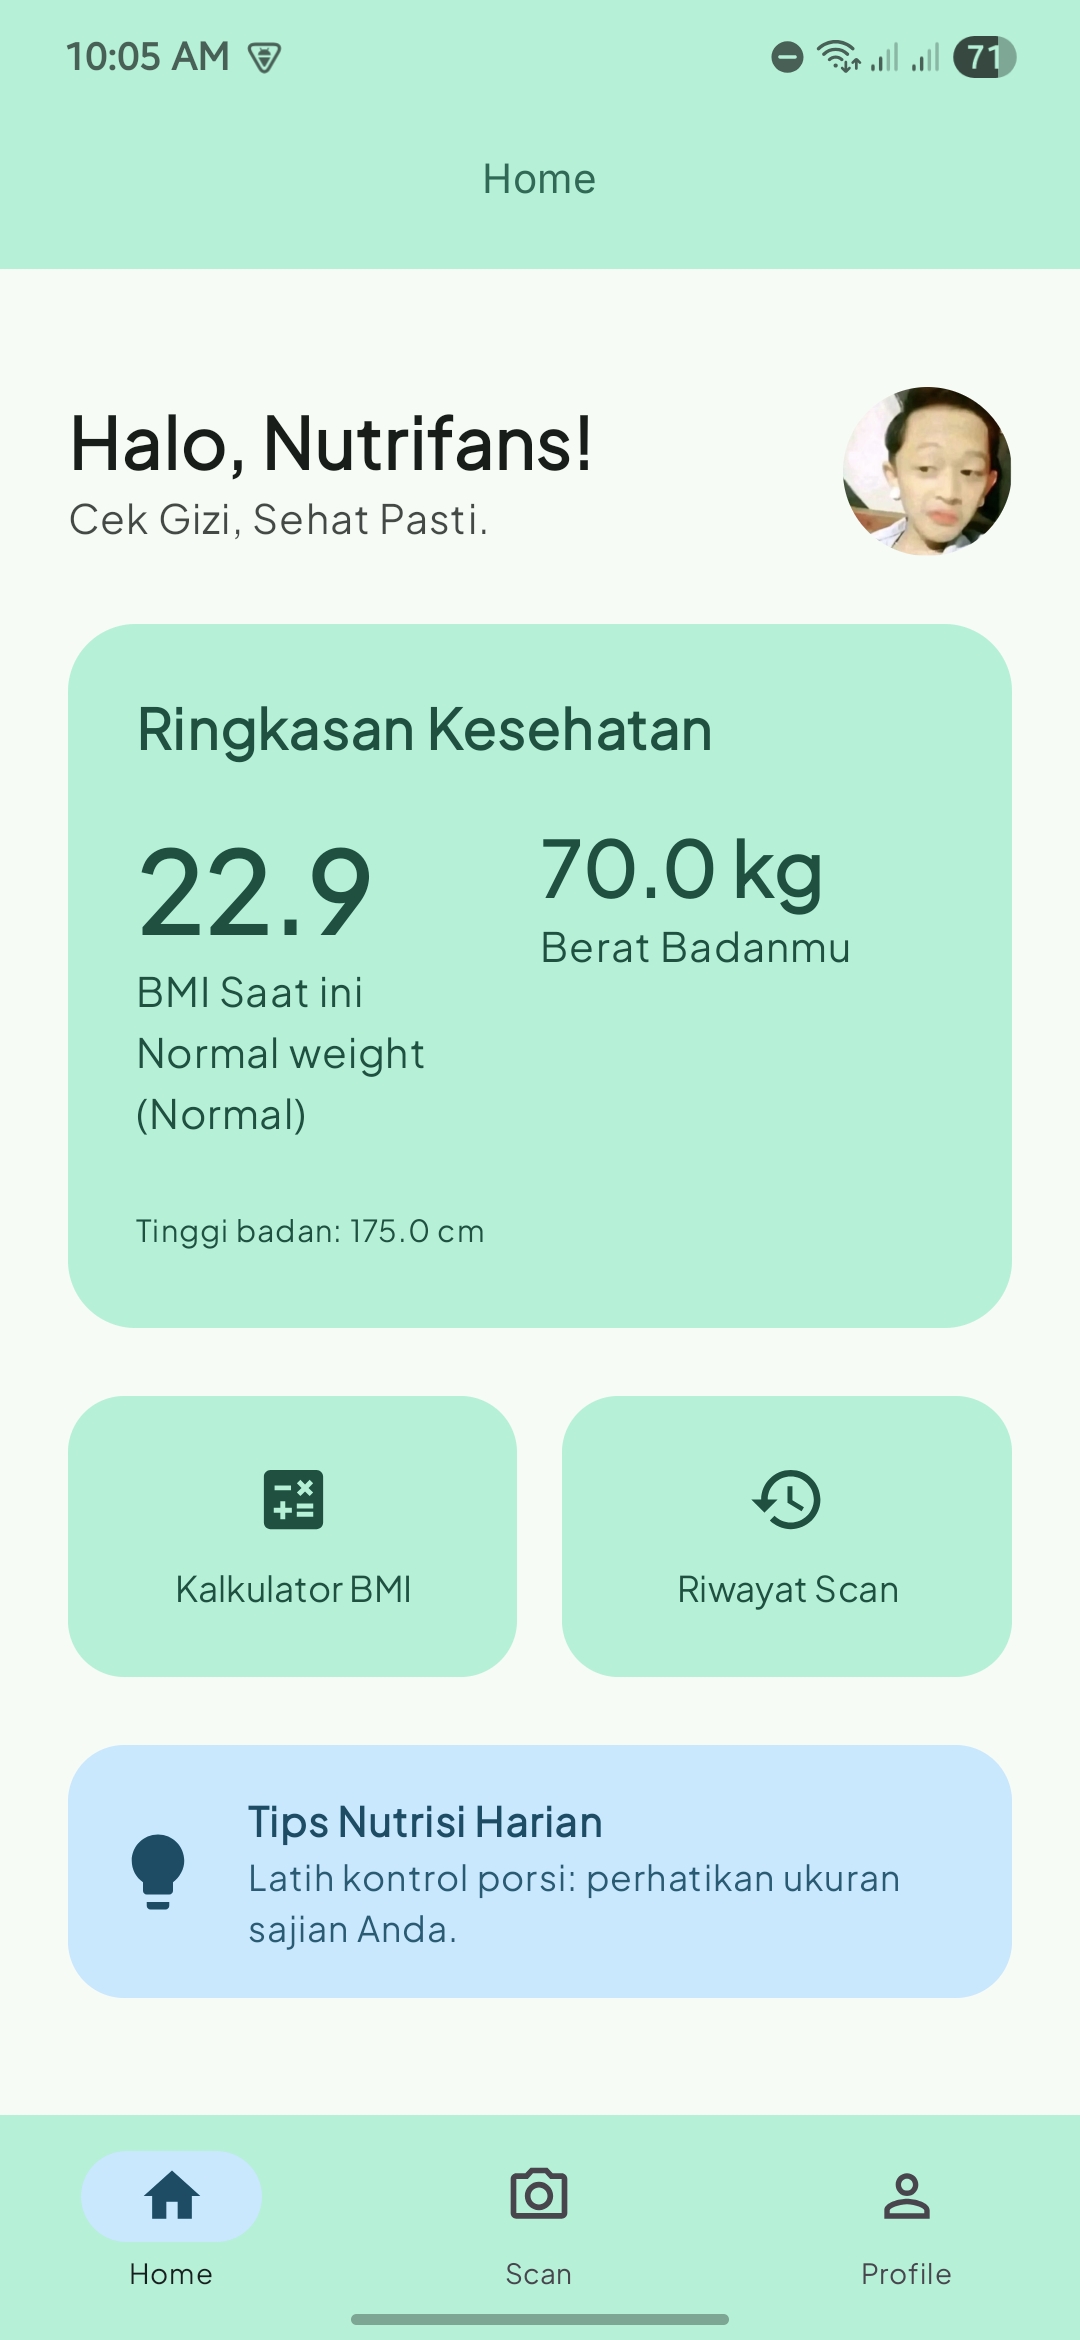 10:05 AM
71
Home
Halo, Nutrifans!
Cek Gizi, Sehat Pasti.
Ringkasan Kesehatan
22.9
BMI Saat ini
Normal weight
(Normal)
70.0 kg
Berat Badanmu
Tinggi badan: 175.0 cm
Kalkulator BMI
Riwayat Scan
Tips Nutrisi Harian
Latih kontrol porsi: perhatikan ukuran
sajian Anda.
Home
Scan
Profile